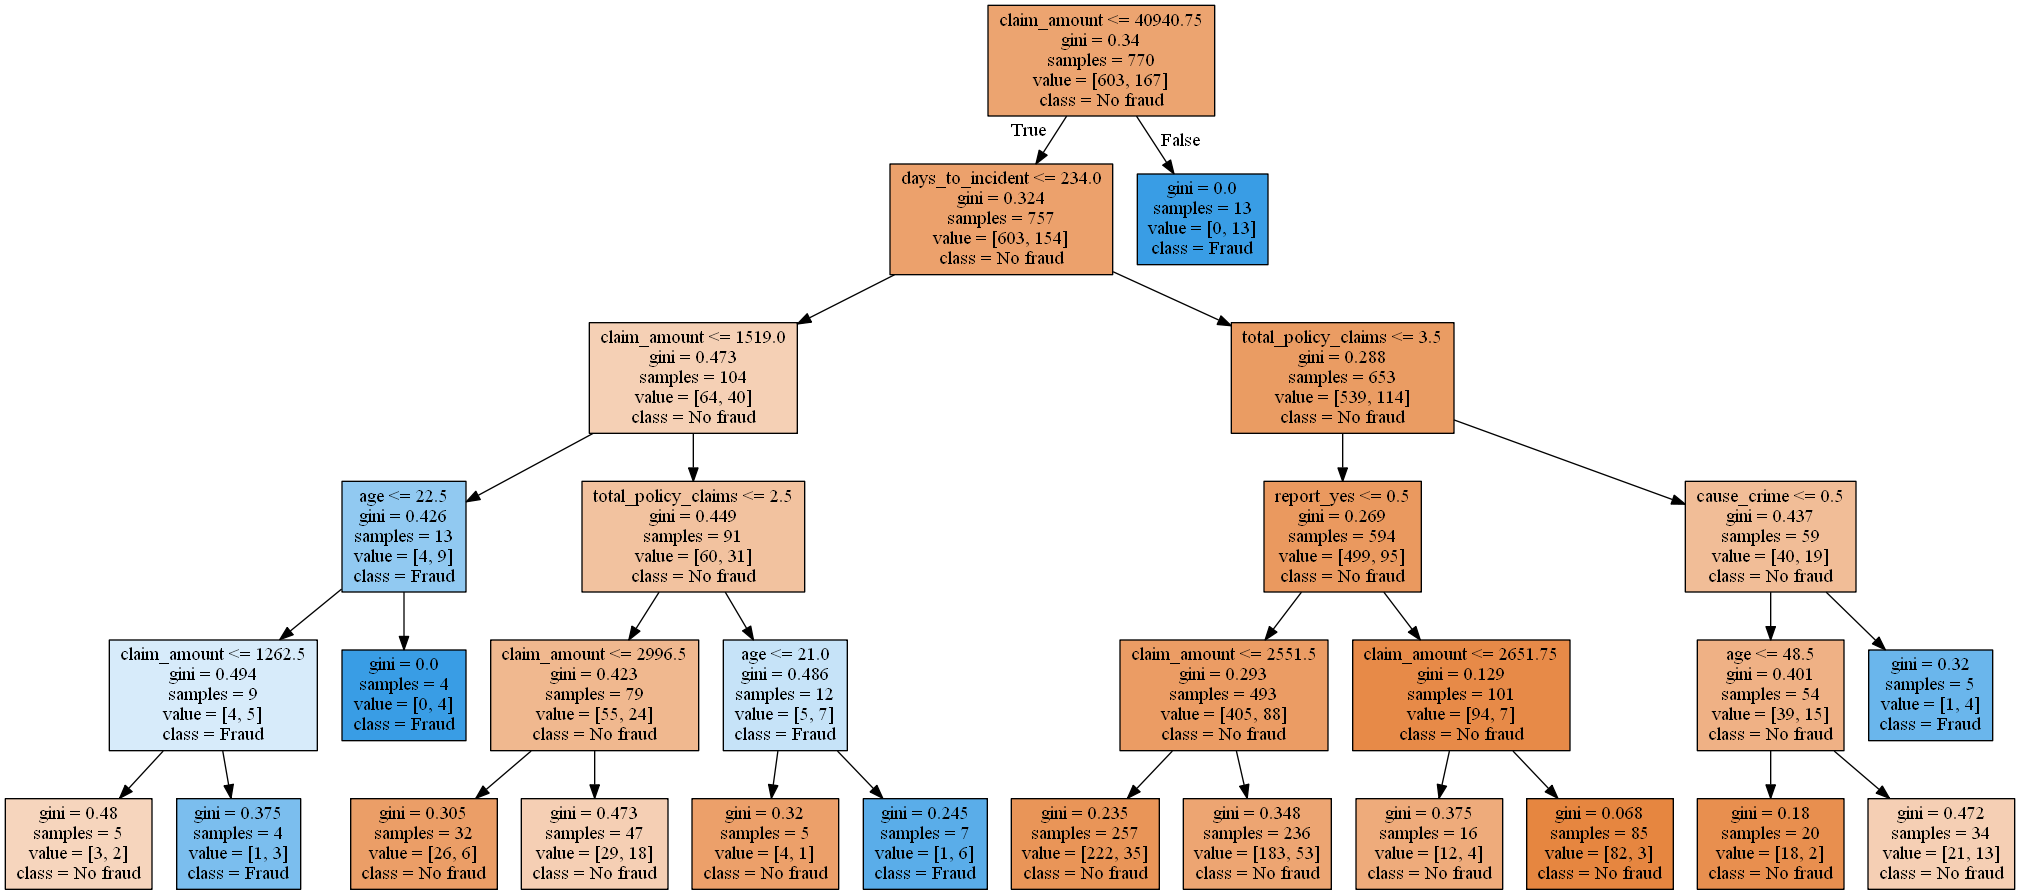 claim_amount <= 40940.75
gini = 0.34
samples = 770
value = [603, 167]
class = No fraud
True
False
days_to_incident <= 234.0
gini = 0.324
samples = 757
value = [603, 154]
class = No fraud
gini = 0.0
samples = 13
value = [0, 13]
class = Fraud
claim_amount <= 1519.0
gini = 0.473
samples = 104
value = [64, 40]
class = No fraud
total_policy_claims <= 3.5
gini = 0.288
samples = 653
value = [539, 114]
class = No fraud
age <= 22.5
gini = 0.426
samples = 13
value = [4, 9]
class = Fraud
total_policy_claims <= 2.5
gini = 0.449
samples = 91
value = [60, 31]
class = No fraud
report_yes <= 0.5
gini = 0.269
samples = 594
value = [499, 95]
class = No fraud
cause_crime <= 0.5
gini = 0.437
samples = 59
value = [40, 19]
class = No fraud
claim_amount <= 1262.5
gini = 0.494
samples = 9
value = [4, 5]
class = Fraud
gini = 0.0
samples = 4
value = [0, 4]
class = Fraud
claim_amount <= 2996.5
gini = 0.423
samples = 79
value = [55, 24]
class = No fraud
age <= 21.0
gini = 0.486
samples = 12
value = [5, 7]
class = Fraud
claim_amount <= 2551.5
gini = 0.293
samples = 493
value = [405, 88]
class = No fraud
claim_amount <= 2651.75
gini = 0.129
samples = 101
value = [94, 7]
class = No fraud
age <= 48.5
gini = 0.401
samples = 54
value = [39, 15]
class = No fraud
gini = 0.32
samples = 5
value = [1, 4]
class = Fraud
gini = 0.48
samples = 5
value = [3, 2]
class = No fraud
gini = 0.375
samples = 4
value = [1, 3]
class = Fraud
gini = 0.305
samples = 32
value = [26, 6]
class = No fraud
gini = 0.473
samples = 47
value = [29, 18]
class = No fraud
gini = 0.32
samples = 5
value = [4, 1]
class = No fraud
gini = 0.245
samples = 7
value = [1, 6]
class = Fraud
gini = 0.235
samples = 257
value = [222, 35]
class = No fraud
gini = 0.348
samples = 236
value = [183, 53]
class = No fraud
gini = 0.375
samples = 16
value = [12, 4]
class = No fraud
gini = 0.068
samples = 85
value = [82, 3]
class = No fraud
gini = 0.18
samples = 20
value = [18, 2]
class = No fraud
gini = 0.472
samples = 34
value = [21, 13]
class = No fraud